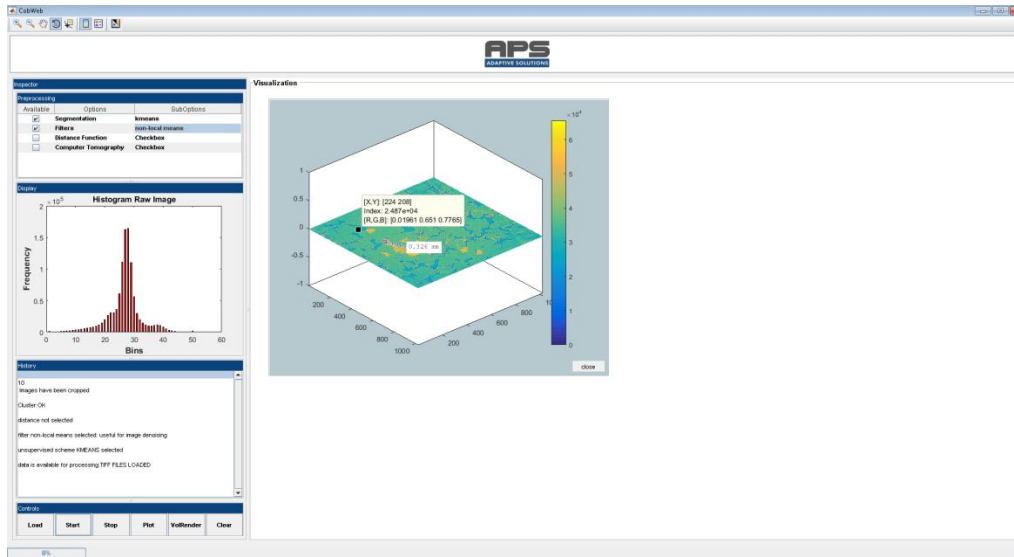 CobWeb
APS
ADAPTIVE SOLUTIONS
Inspector
Preprocessing
Available Options SubOptions
Segmentation kmeans
Filters non-local means
Distance Function Checkbox
Computer Tomography Checkbox
Display
Histogram Raw Image
× 10^5
2
1.5
1
0.5
0
Frequency
0 10 20 30 40 50 60
Bins
History
10
Images have been cropped
Cluster:OK
distance not selected
filter non-local means selected: useful for image denoising
unsupervised scheme KMEANS selected
data is available for processing:TIFF FILES LOADED
Controls
Load Start Stop Plot VolRender Clear
0%
Visualization
1
0.5
0
-0.5
-1
[X,Y]: [224 208]
Index: 2.487e+04
[R,G,B]: [0.01961 0.651 0.7765]
0.326 mm
200 400 600 800 1000
200 400 600 800
×10^4
6
5
4
3
2
1
0
close